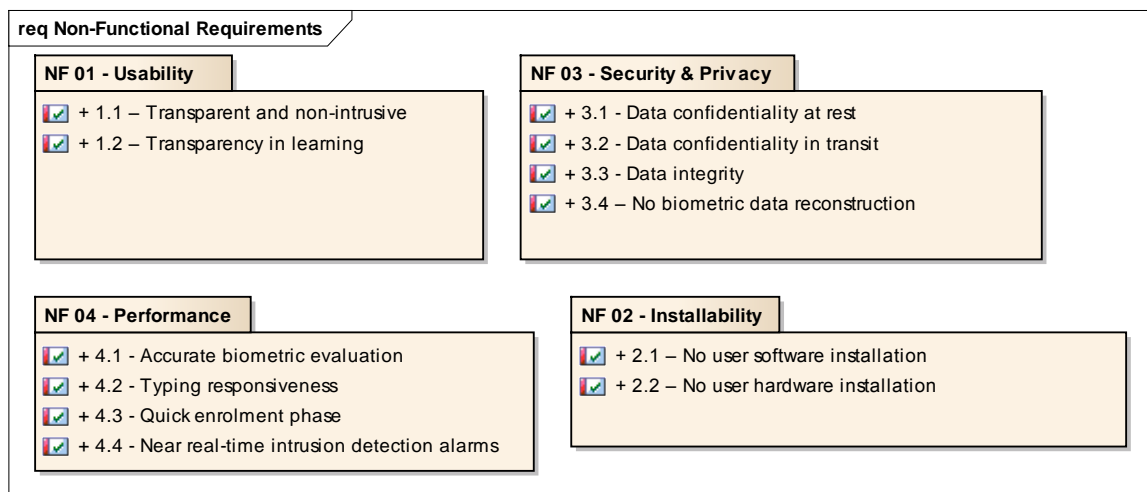 req Non-Functional Requirements
NF 01 - Usability
+ 1.1 – Transparent and non-intrusive
+ 1.2 – Transparency in learning
NF 03 - Security & Privacy
+ 3.1 - Data confidentiality at rest
+ 3.2 - Data confidentiality in transit
+ 3.3 - Data integrity
+ 3.4 – No biometric data reconstruction
NF 04 - Performance
+ 4.1 - Accurate biometric evaluation
+ 4.2 - Typing responsiveness
+ 4.3 - Quick enrolment phase
+ 4.4 - Near real-time intrusion detection alarms
NF 02 - Installability
+ 2.1 – No user software installation
+ 2.2 – No user hardware installation